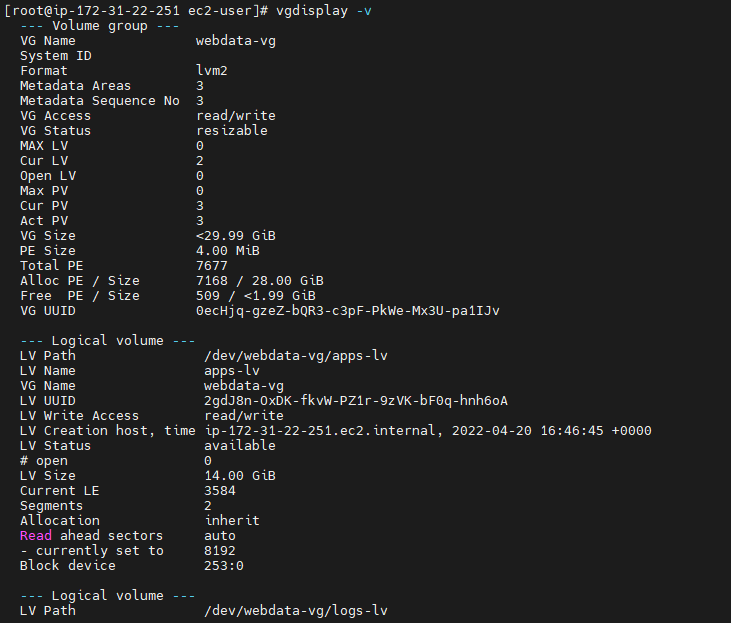 [root@ip-172-31-22-251 ec2-user]# vgdisplay -v
--- Volume group ---
VG Name webdata-vg
System ID
Format lvm2
Metadata Areas 3
Metadata Sequence No 3
VG Access read/write
VG Status resizable
MAX LV 0
Cur LV 2
Open LV 0
Max PV 0
Cur PV 3
Act PV 3
VG Size <29.99 GiB
PE Size 4.00 MiB
Total PE 7677
Alloc PE / Size 7168 / 28.00 GiB
Free PE / Size 509 / <1.99 GiB
VG UUID 0ecHjq-gzeZ-bQR3-c3pF-PkWe-Mx3U-pa1IJv
--- Logical volume ---
LV Path /dev/webdata-vg/apps-lv
LV Name apps-lv
VG Name webdata-vg
LV UUID 2gdJ8n-OxDK-fkvW-PZ1r-9zVK-bF0q-hnh6oA
LV Write Access read/write
LV Creation host, time ip-172-31-22-251.ec2.internal, 2022-04-20 16:46:45 +0000
LV Status available
# open 0
LV Size 14.00 GiB
Current LE 3584
Segments 2
Allocation inherit
Read ahead sectors auto
- currently set to 8192
Block device 253:0
--- Logical volume ---
LV Path /dev/webdata-vg/logs-lv